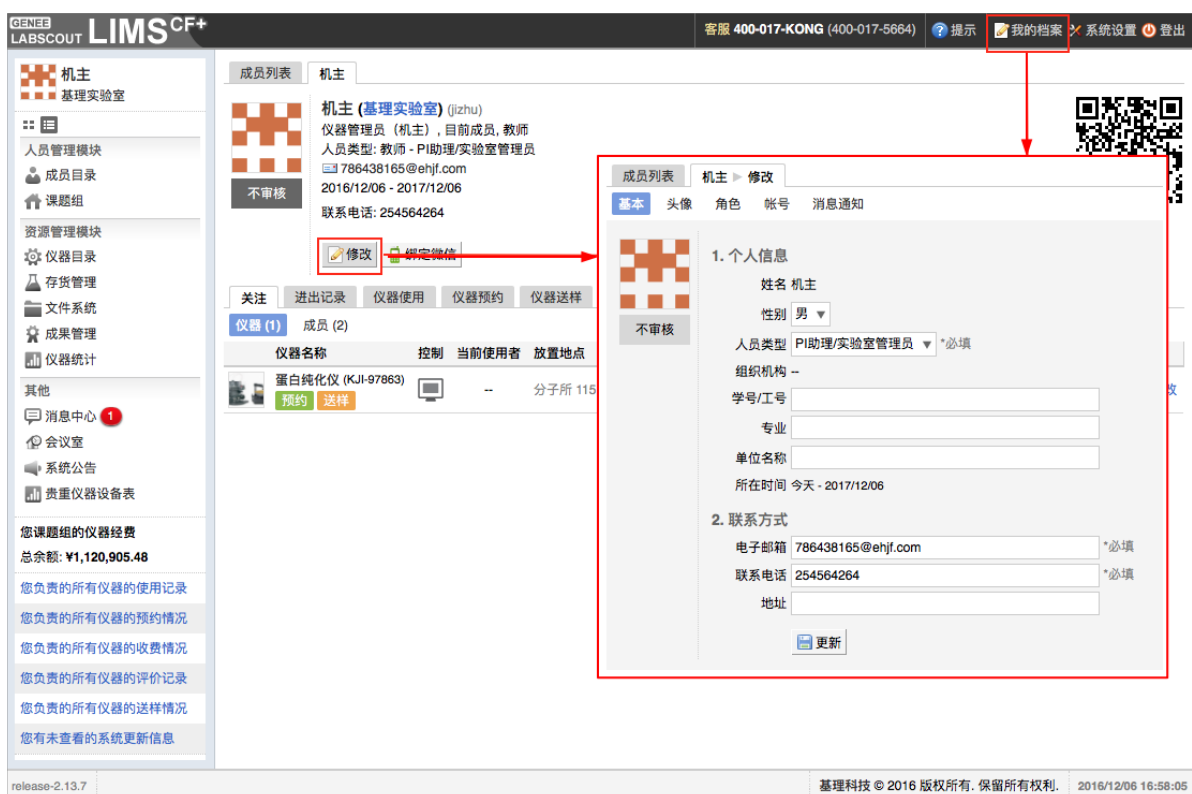 GENEE
LABSCOUT LIMS CF+
客服 400-017-KONG (400-017-5664) 提示 我的档案 系统设置 登出
机主
基理实验室
人员管理模块
成员目录
课题组
资源管理模块
仪器目录
存货管理
文件系统
成果管理
仪器统计
其他
消息中心 1
会议室
系统公告
贵重仪器设备表
您课题组的仪器经费
总余额: ¥1,120,905.48
您负责的所有仪器的使用记录
您负责的所有仪器的预约情况
您负责的所有仪器的收费情况
您负责的所有仪器的评价记录
您负责的所有仪器的送样情况
您有未查看的系统更新信息
成员列表 机主
机主 (基理实验室) (jizhu)
仪器管理员（机主）, 目前成员, 教师
人员类型: 教师 - PI助理/实验室管理员
786438165@ehjf.com
不审核
2016/12/06 - 2017/12/06
联系电话: 254564264
修改 绑定微信
关注 进出记录 仪器使用 仪器预约 仪器送样
仪器 (1) 成员 (2)
仪器名称 控制 当前使用者 放置地点
蛋白纯化仪 (KJI-97863) -- 分子所 115
预约 送样
改
成员列表 机主 修改
基本 头像 角色 帐号 消息通知
不审核
1. 个人信息
姓名 机主
性别 男
人员类型 PI助理/实验室管理员 *必填
组织机构 --
学号/工号
专业
单位名称
所在时间 今天 - 2017/12/06
2. 联系方式
电子邮箱 786438165@ehjf.com *必填
联系电话 254564264 *必填
地址
更新
release-2.13.7
基理科技 © 2016 版权所有. 保留所有权利. 2016/12/06 16:58:05